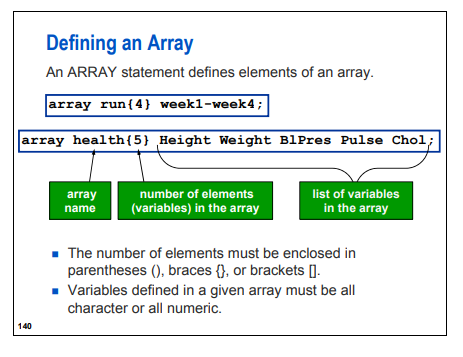 Defining an Array
An ARRAY statement defines elements of an array.
array run{4} week1-week4;
array health{5} Height Weight BlPres Pulse Chol;
array
name
number of elements
(variables) in the array
list of variables
in the array
■ The number of elements must be enclosed in
parentheses (), braces {}, or brackets [].
■ Variables defined in a given array must be all
character or all numeric.
140